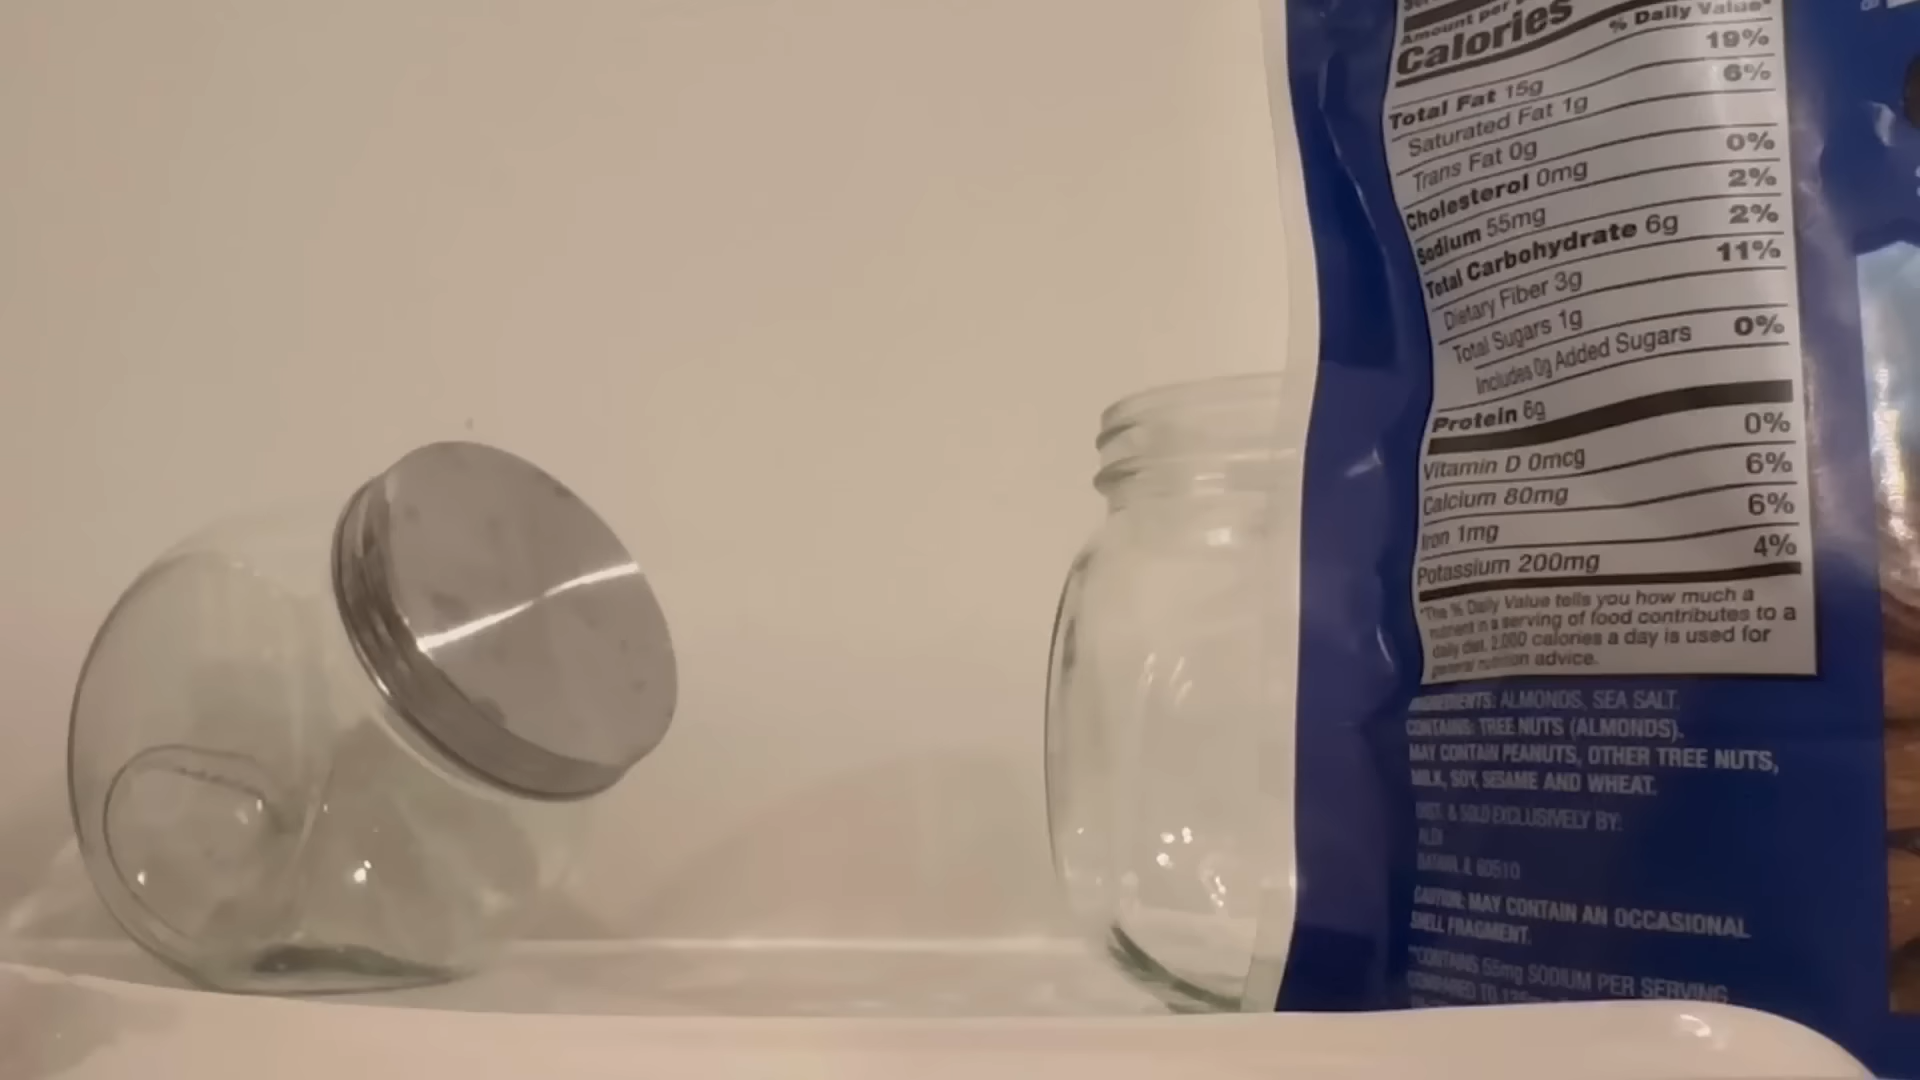 Amount per
Calories
% Daily Value*
Total Fat 15g 19%
Saturated Fat 1g 6%
Trans Fat 0g
Cholesterol 0mg 0%
Sodium 55mg 2%
Total Carbohydrate 6g 2%
Dietary Fiber 3g 11%
Total Sugars 1g
Includes 0g Added Sugars 0%
Protein 6g
Vitamin D 0mcg 0%
Calcium 80mg 6%
Iron 1mg 6%
Potassium 200mg 4%
*The % Daily Value tells you how much a
nutrient in a serving of food contributes to a
daily diet. 2,000 calories a day is used for
general nutrition advice.
INGREDIENTS: ALMONDS, SEA SALT.
CONTAINS: TREE NUTS (ALMONDS).
MAY CONTAIN PEANUTS, OTHER TREE NUTS,
MILK, SOY, SESAME AND WHEAT.
DIST. & SOLD EXCLUSIVELY BY:
ALDI
BATAVIA, IL 60510
CAUTION: MAY CONTAIN AN OCCASIONAL
SHELL FRAGMENT.
*CONTAINS 55mg SODIUM PER SERVING
COMPARED TO